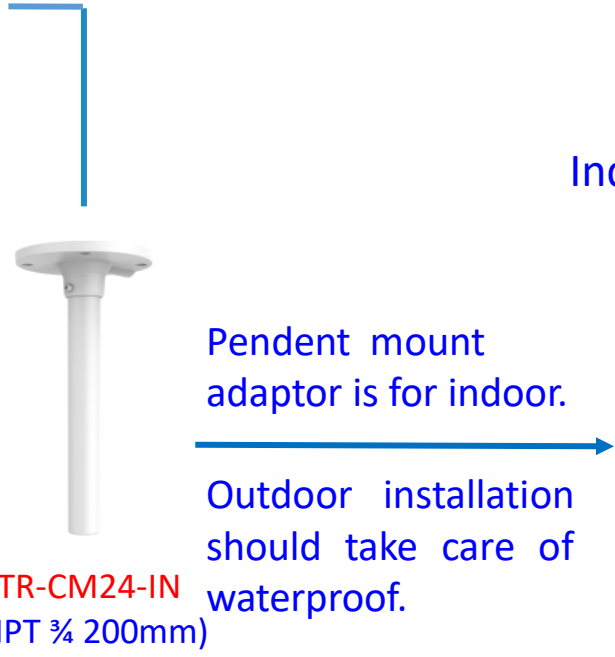 Pendent mount
adaptor is for indoor.
Outdoor installation
should take care of
waterproof.
TR-CM24-IN
¾ 200mm)